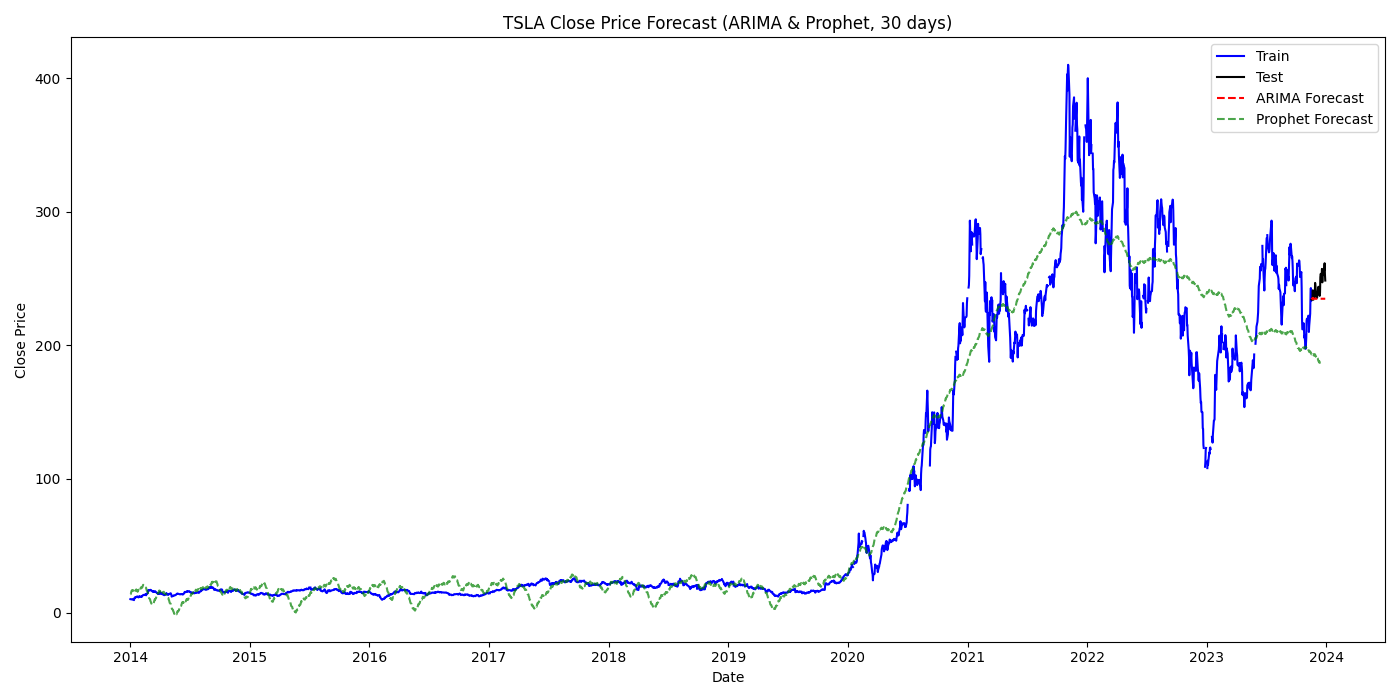 TSLA Close Price Forecast (ARIMA & Prophet, 30 days)
Train
Test
ARIMA Forecast
Prophet Forecast
Close Price
400
300
200
100
0
2014 2015 2016 2017 2018 2019 2020 2021 2022 2023 2024
Date